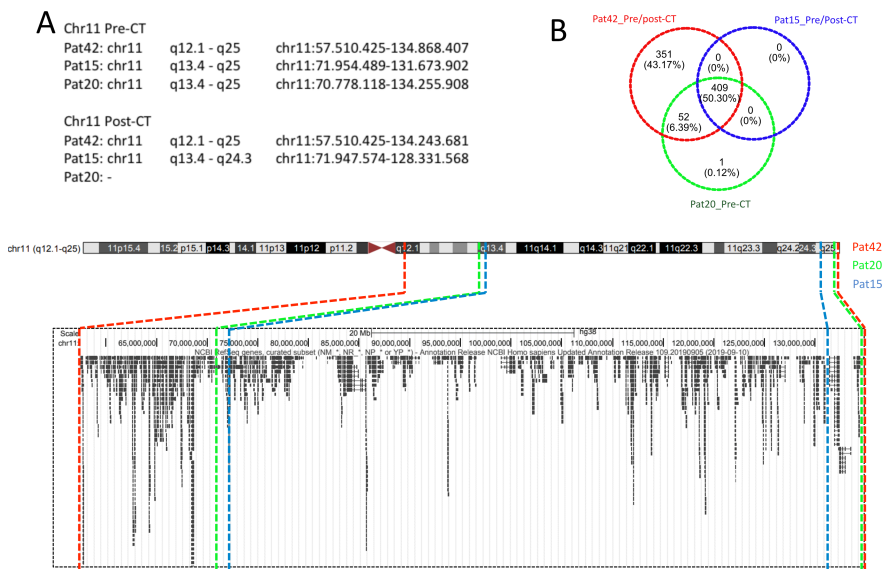 A
Chr11 Pre-CT
Pat42: chr11 q12.1 - q25 chr11:57.510.425-134.868.407
Pat15: chr11 q13.4 - q25 chr11:71.954.489-131.673.902
Pat20: chr11 q13.4 - q25 chr11:70.778.118-134.255.908
Chr11 Post-CT
Pat42: chr11 q12.1 - q25 chr11:57.510.425-134.243.681
Pat15: chr11 q13.4 - q24.3 chr11:71.947.574-128.331.568
Pat20: -
B
Pat42_Pre/post-CT
Pat15_Pre/Post-CT
351
(43.17%)
0
(0%)
0
(0%)
409
(50.30%)
52
(6.39%)
0
(0%)
1
(0.12%)
Pat20_Pre-CT
chr11 (q12.1-q25) 11p15.4 15.2 p15.1 p14.3 14.1 11p13 11p12 p11.2 q12.1 q13.4 11q14.1 q14.3 11q21 q22.1 11q22.3 11q23.3 q24.2 24.3 q25
Pat42
Pat20
Pat15
Scale 20 Mb hg38
chr11 65,000,000 70,000,000 75,000,000 80,000,000 85,000,000 90,000,000 95,000,000 100,000,000 105,000,000 110,000,000 115,000,000 120,000,000 125,000,000 130,000,000
NCBI RefSeq genes, curated subset (NM_*, NR_*, NP_* or YP_*) - Annotation Release NCBI Homo sapiens Updated Annotation Release 109.20190905 (2019-09-10)